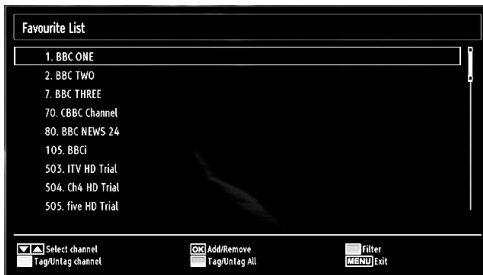 Favourite List
1. BBC ONE
2. BBC TWO
7. BBC THREE
70. CBBC Channel
80. BBC NEWS 24
105. BBCi
503. ITV HD Trial
504. Ch4 HD Trial
505. five HD Trial
Select channel OK Add/Remove Filter
Tag/Untag channel Tag/Untag All MENU Exit